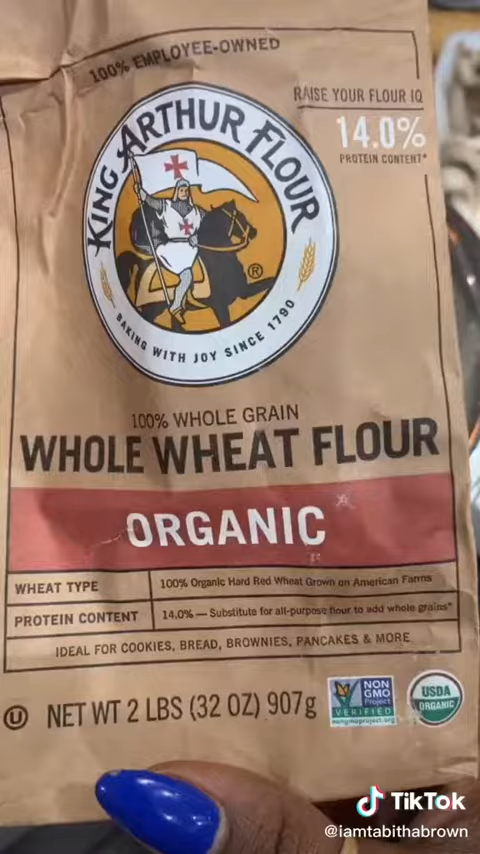 100% EMPLOYEE-OWNED
RAISE YOUR FLOUR IQ
14.0%
PROTEIN CONTENT*
KING ARTHUR FLOUR
®
BAKING WITH JOY SINCE 1790
100% WHOLE GRAIN
WHOLE WHEAT FLOUR
ORGANIC
WHEAT TYPE
100% Organic Hard Red Wheat Grown on American Farms
PROTEIN CONTENT
14.0% — Substitute for all-purpose flour to add whole grains*
IDEAL FOR COOKIES, BREAD, BROWNIES, PANCAKES & MORE
U NET WT 2 LBS (32 OZ) 907g
NON
GMO
Project
VERIFIED
nongmoproject.org
USDA
ORGANIC
TikTok
@iamtabithabrown